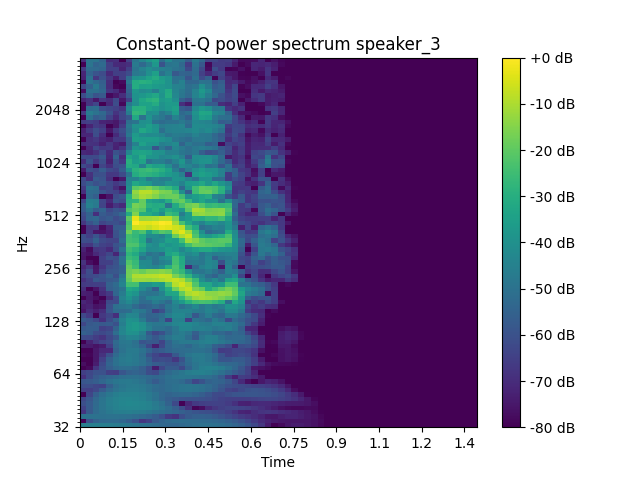 Constant-Q power spectrum speaker_3
+0 dB
2048
-10 dB
1024
-20 dB
-30 dB
512
Hz
-40 dB
256
-50 dB
128
-60 dB
64
-70 dB
32
-80 dB
0 0.15 0.3 0.45 0.6 0.75 0.9 1.1 1.2 1.4
Time